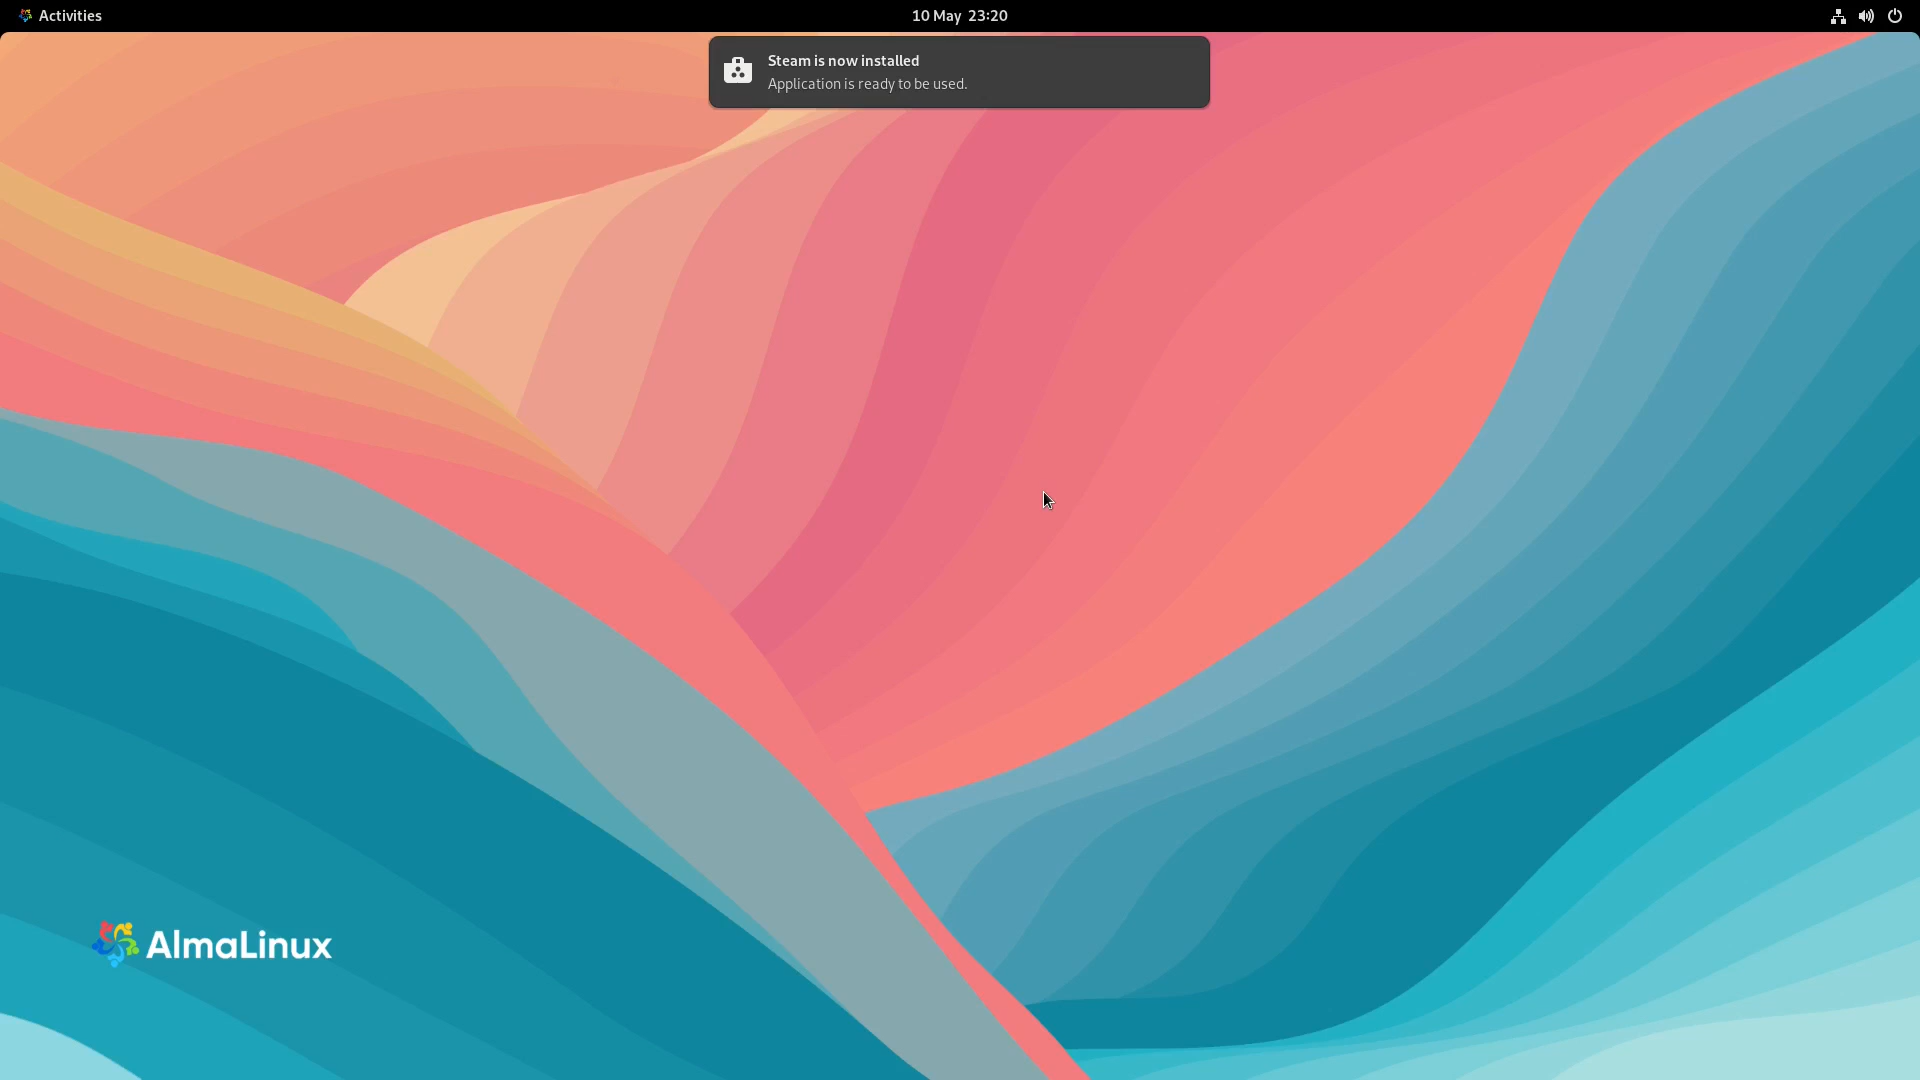 Activities
10 May 23:20
Steam is now installed
Application is ready to be used.
AlmaLinux